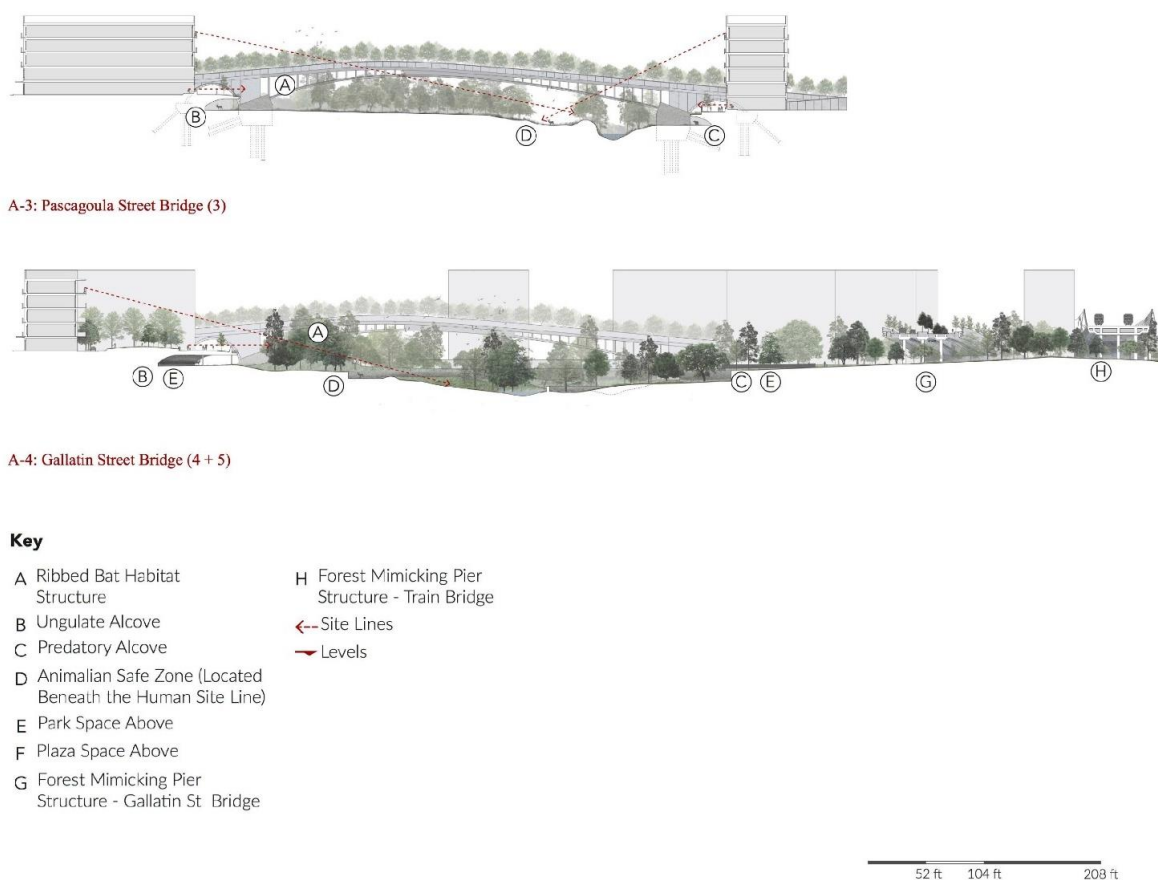 A
B
D
C
A-3: Pascagoula Street Bridge (3)
A
B
E
D
C
E
G
H
A-4: Gallatin Street Bridge (4 + 5)
Key
A Ribbed Bat Habitat
Structure
B Ungulate Alcove
C Predatory Alcove
D Animalian Safe Zone (Located
Beneath the Human Site Line)
E Park Space Above
F Plaza Space Above
G Forest Mimicking Pier
Structure - Gallatin St Bridge
H Forest Mimicking Pier
Structure - Train Bridge
Site Lines
Levels
52 ft 104 ft 208 ft